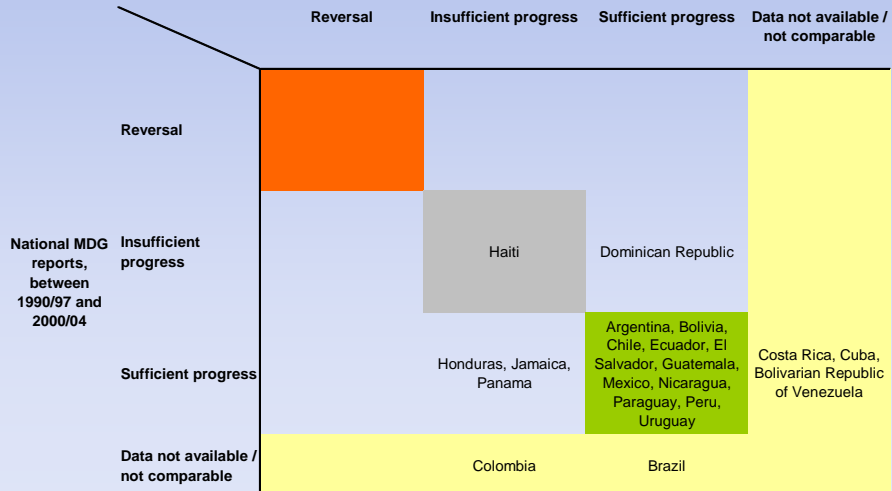 Reversal
Insufficient progress
Sufficient progress
Data not available /
not comparable
National MDG
reports,
between
1990/97 and
2000/04
Reversal
Insufficient
progress
Haiti
Dominican Republic
Sufficient progress
Honduras, Jamaica,
Panama
Argentina, Bolivia,
Chile, Ecuador, El
Salvador, Guatemala,
Mexico, Nicaragua,
Paraguay, Peru,
Uruguay
Costa Rica, Cuba,
Bolivarian Republic
of Venezuela
Data not available /
not comparable
Colombia
Brazil